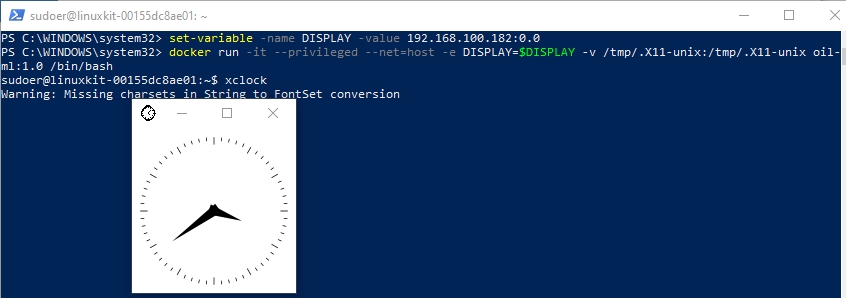 sudoer@linuxkit-00155dc8ae01: ~
PS C:\WINDOWS\system32> set-variable -name DISPLAY -value 192.168.100.182:0.0
PS C:\WINDOWS\system32> docker run -it --privileged --net=host -e DISPLAY=$DISPLAY -v /tmp/.X11-unix:/tmp/.X11-unix oil-
ml:1.0 /bin/bash
sudoer@linuxkit-00155dc8ae01:~$ xclock
Warning: Missing charsets in String to FontSet conversion